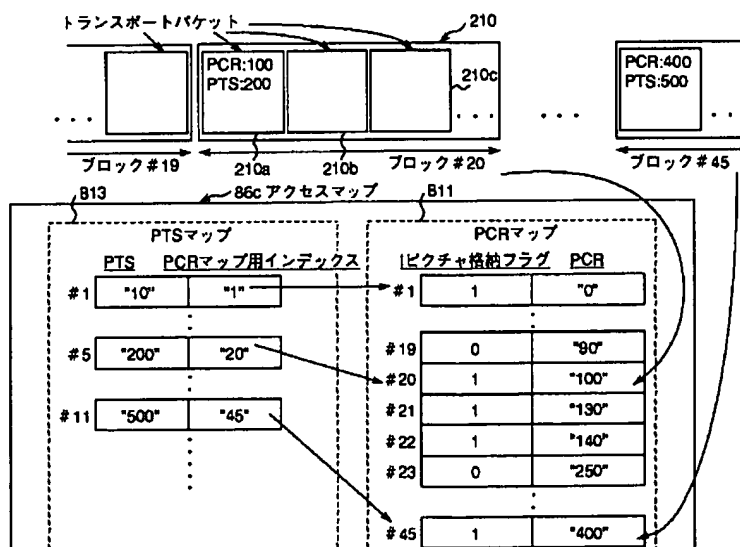 トランスポートパケット
210
PCR:100
PTS:200
210c
PCR:400
PTS:500
...
...
...
...
ブロック#19
210a
210b
ブロック#20
ブロック#45
B13
86c アクセスマップ
B11
PTSマップ
PCRマップ
PTS
PCRマップ用インデックス
Iピクチャ格納フラグ
PCR
#1 "10" "1"
#1 1 "0"
#5 "200" "20"
#19 0 "90"
#20 1 "100"
#11 "500" "45"
#21 1 "130"
#22 1 "140"
#23 0 "250"
#45 1 "400"